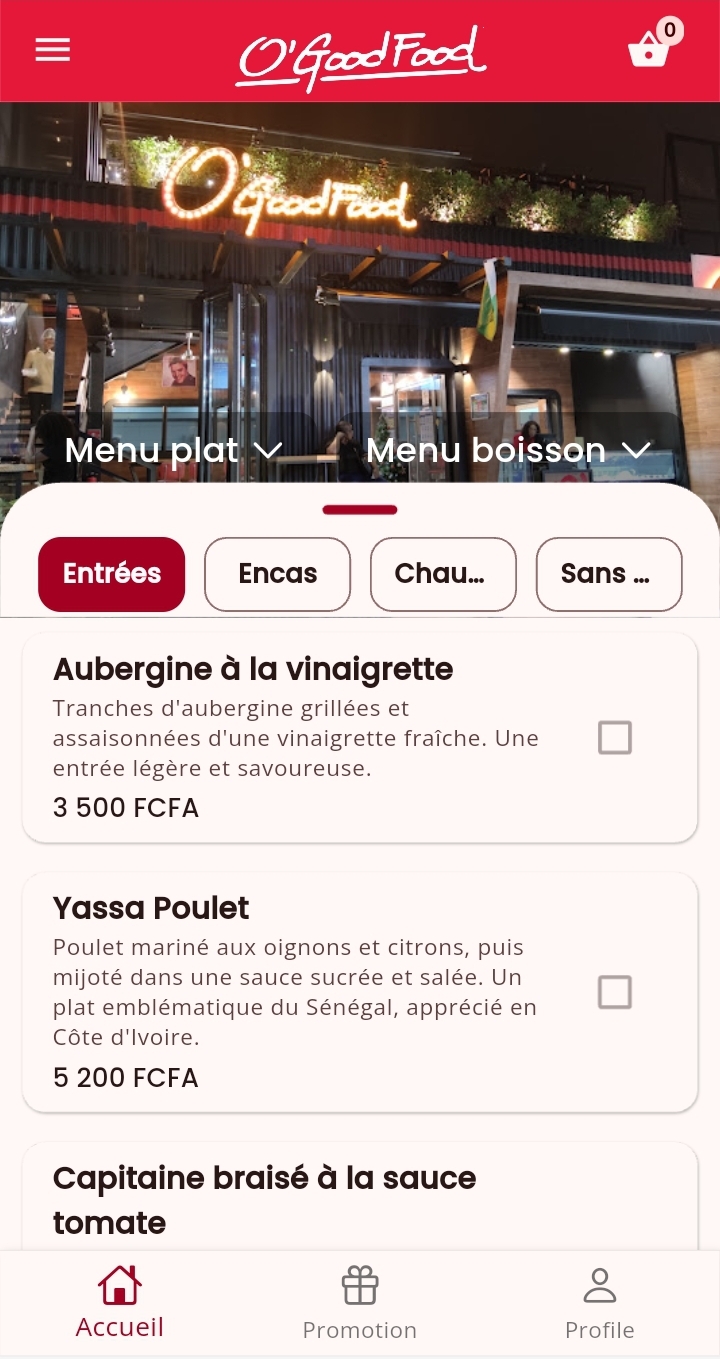 O'GoodFood
0
O'GoodFood
Menu plat
Menu boisson
Entrées
Encas
Chau...
Sans ...
Aubergine à la vinaigrette
Tranches d'aubergine grillées et
assaisonnées d'une vinaigrette fraîche. Une
entrée légère et savoureuse.
3 500 FCFA
Yassa Poulet
Poulet mariné aux oignons et citrons, puis
mijoté dans une sauce sucrée et salée. Un
plat emblématique du Sénégal, apprécié en
Côte d'Ivoire.
5 200 FCFA
Capitaine braisé à la sauce
tomate
Accueil
Promotion
Profile